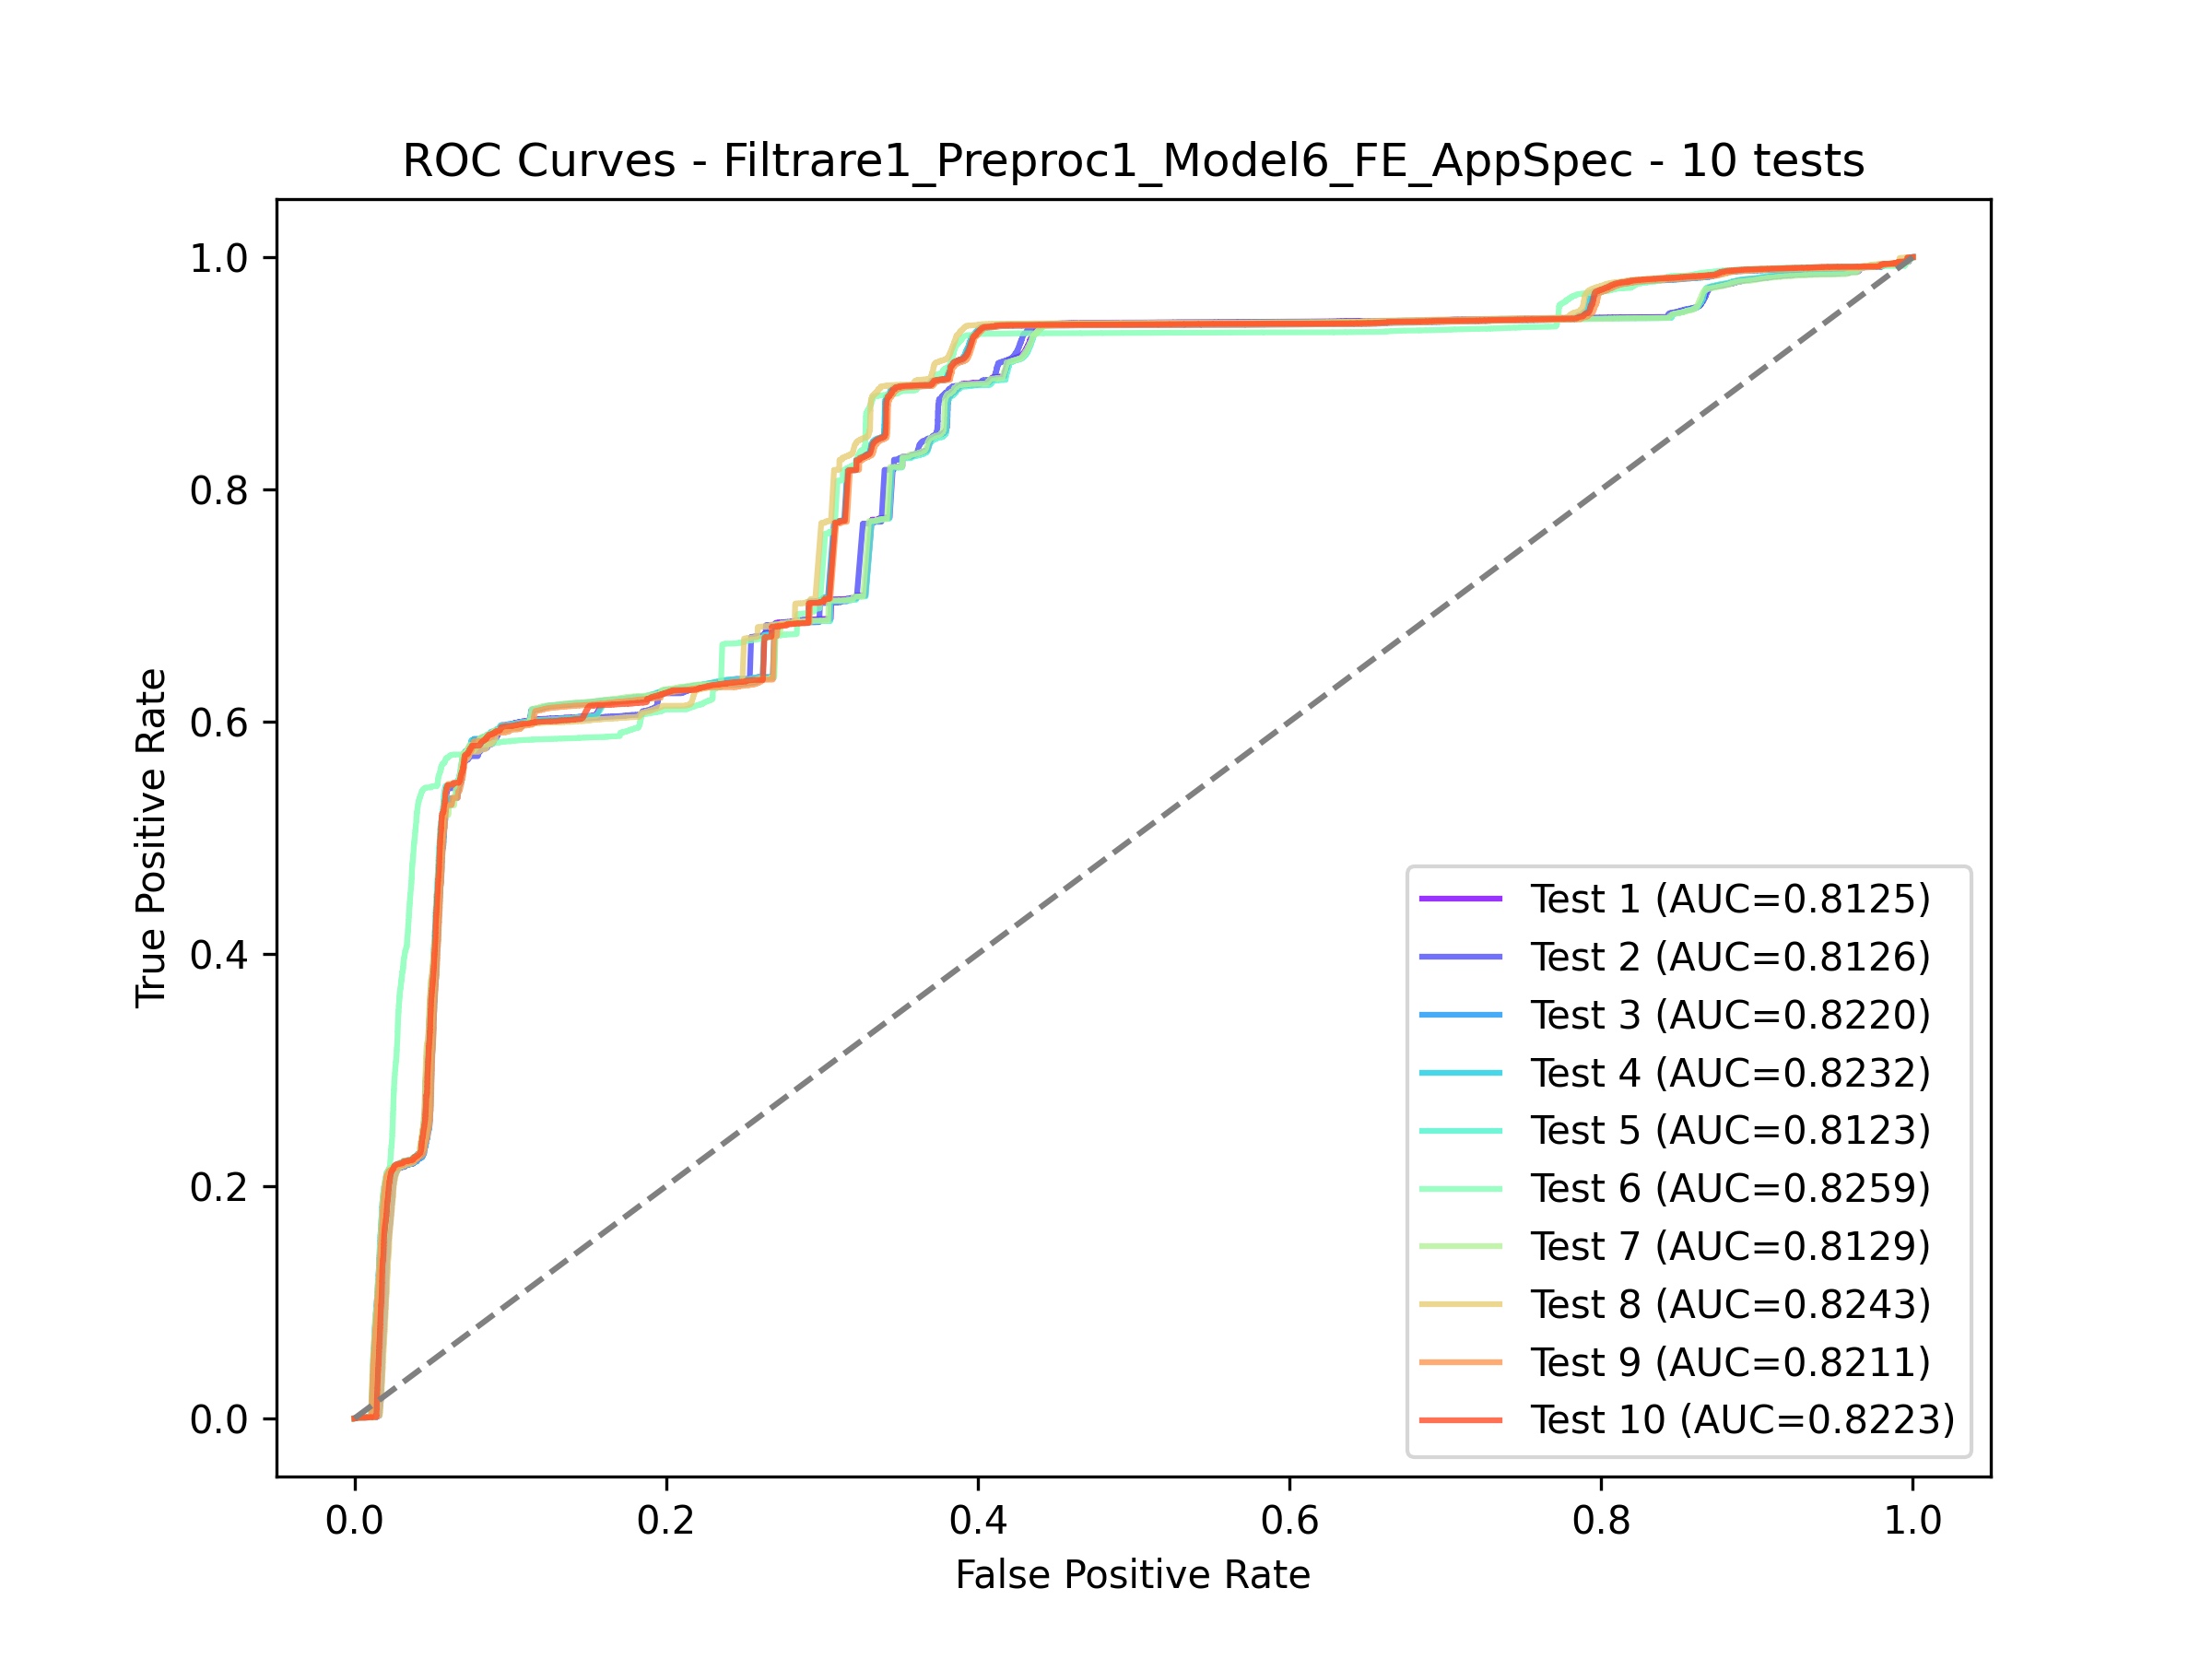 ROC Curves - Filtrare1_Preproc1_Model6_FE_AppSpec - 10 tests
True Positive Rate
1.0
0.8
0.6
0.4
0.2
0.0
Test 1 (AUC=0.8125)
Test 2 (AUC=0.8126)
Test 3 (AUC=0.8220)
Test 4 (AUC=0.8232)
Test 5 (AUC=0.8123)
Test 6 (AUC=0.8259)
Test 7 (AUC=0.8129)
Test 8 (AUC=0.8243)
Test 9 (AUC=0.8211)
Test 10 (AUC=0.8223)
0.0 0.2 0.4 0.6 0.8 1.0
False Positive Rate